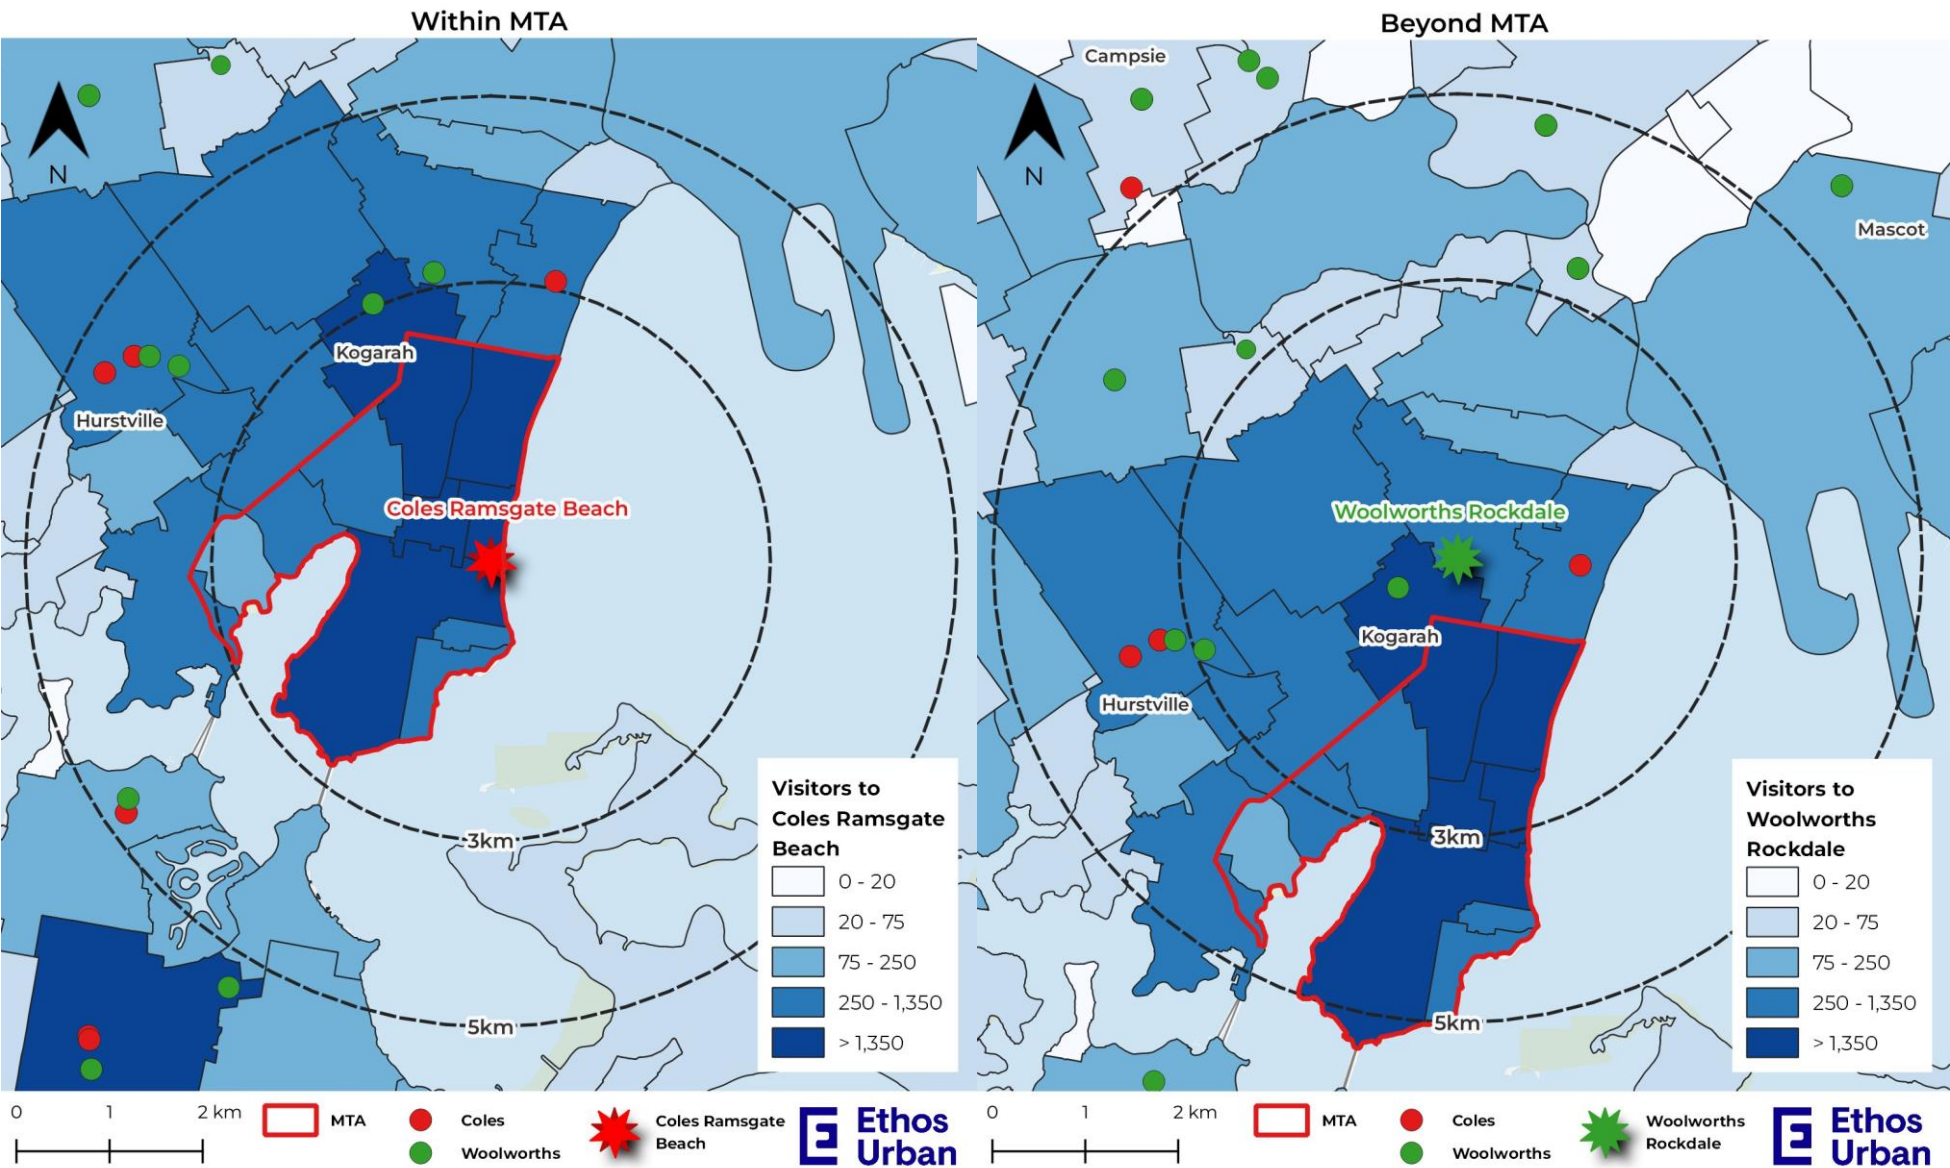 Within MTA
N
Kogarah
Hurstville
Coles Ramsgate Beach
3km
5km
Visitors to
Coles Ramsgate
Beach
0 - 20
20 - 75
75 - 250
250 - 1,350
> 1,350
0 1 2 km
MTA
Coles
Woolworths
Coles Ramsgate
Beach
Ethos
Urban
Beyond MTA
Campsie
N
Mascot
Woolworths Rockdale
Kogarah
Hurstville
3km
5km
Visitors to
Woolworths
Rockdale
0 - 20
20 - 75
75 - 250
250 - 1,350
> 1,350
0 1 2 km
MTA
Coles
Woolworths
Woolworths
Rockdale
Ethos
Urban